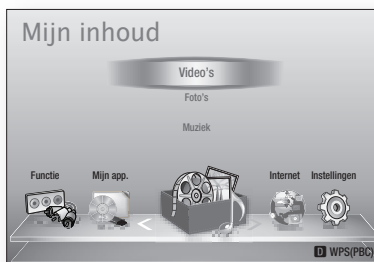 Mijn inhoud
Video's
Foto's
Muziek
Functie Mijn app. Internet Instellingen
D WPS(PBC)